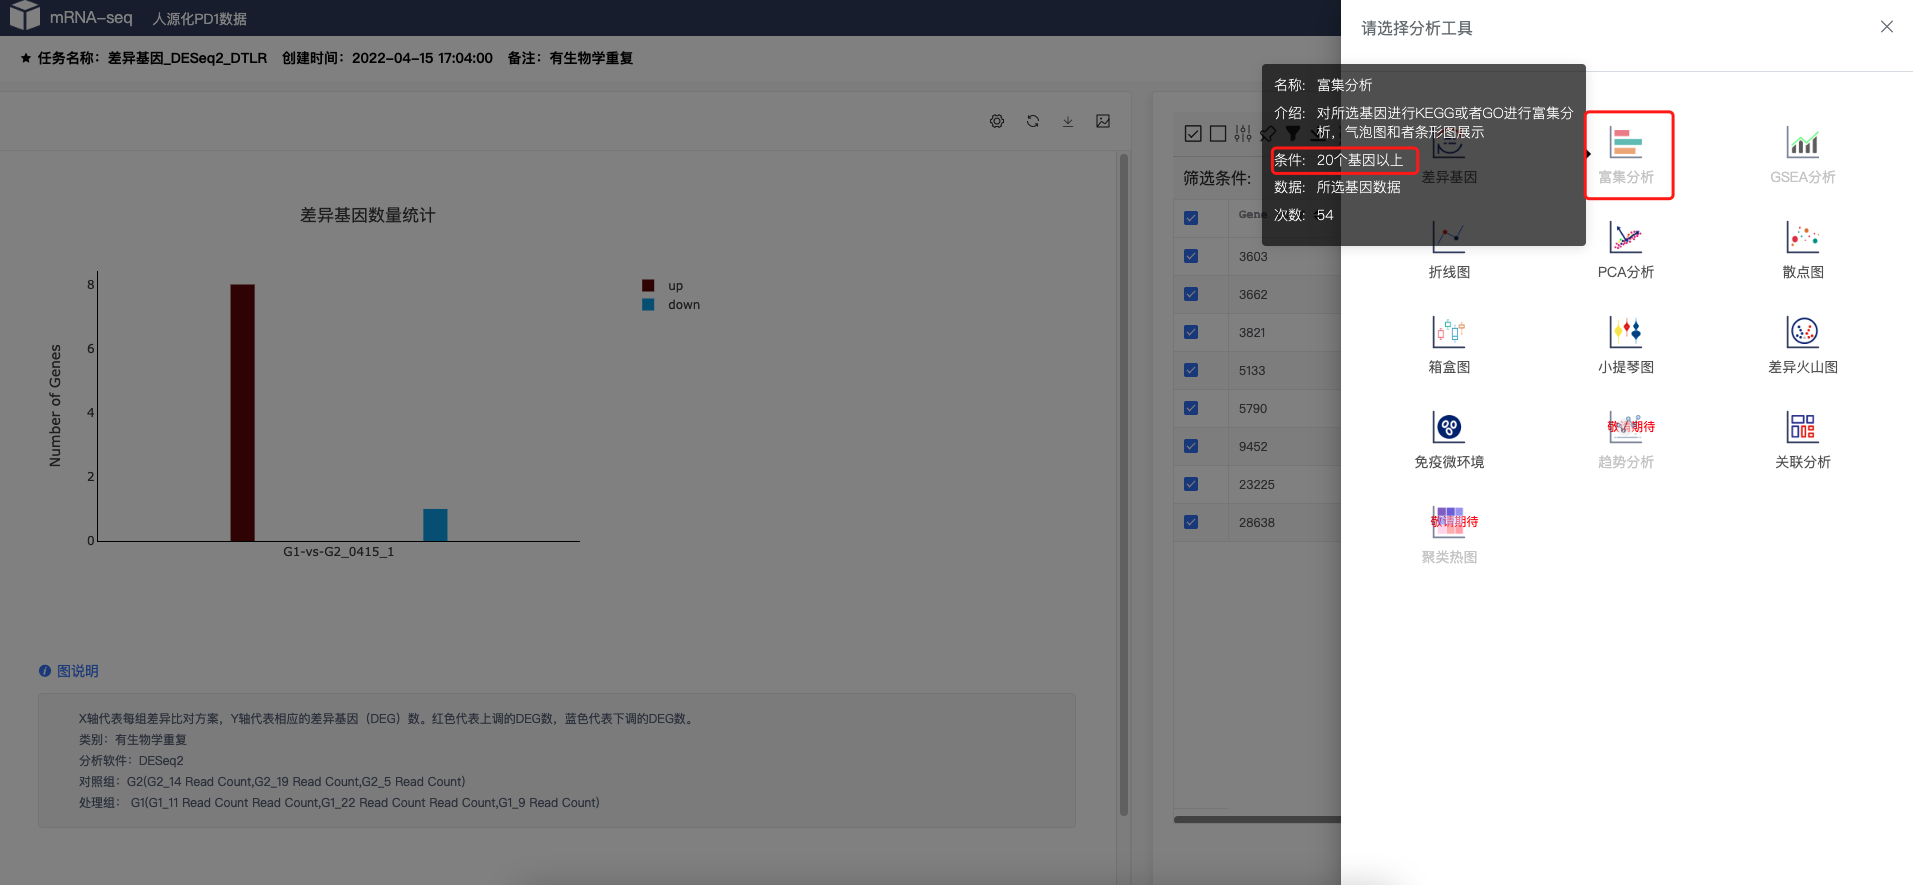 mRNA-seq 人源化PD1数据
★ 任务名称：差异基因_DESeq2_DTLR 创建时间：2022-04-15 17:04:00 备注：有生物学重复
差异基因数量统计
8
6
4
2
0
Number of Genes
G1-vs-G2_0415_1
up
down
图说明
X轴代表每组差异比对方案，Y轴代表相应的差异基因（DEG）数。红色代表上调的DEG数，蓝色代表下调的DEG数。
类别：有生物学重复
分析软件：DESeq2
对照组：G2(G2_14 Read Count,G2_19 Read Count,G2_5 Read Count)
处理组： G1(G1_11 Read Count Read Count,G1_22 Read Count Read Count,G1_9 Read Count)
筛选条件:
Gene
3603
3662
3821
5133
5790
9452
23225
28638
名称: 富集分析
介绍: 对所选基因进行KEGG或者GO进行富集分
析，气泡图和者条形图展示
条件: 20个基因以上
数据: 所选基因数据
次数: 54
请选择分析工具
差异基因
富集分析
GSEA分析
折线图
PCA分析
散点图
箱盒图
小提琴图
差异火山图
免疫微环境
敬请期待
趋势分析
关联分析
敬请期待
聚类热图